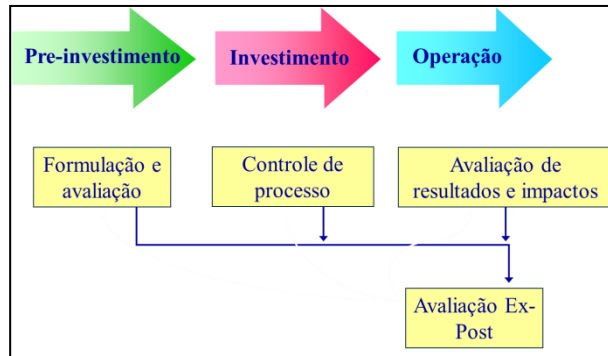 Pre-investimento
Investimento
Operação
Formulação e
avaliação
Controle de
processo
Avaliação de
resultados e impactos
Avaliação Ex-
Post